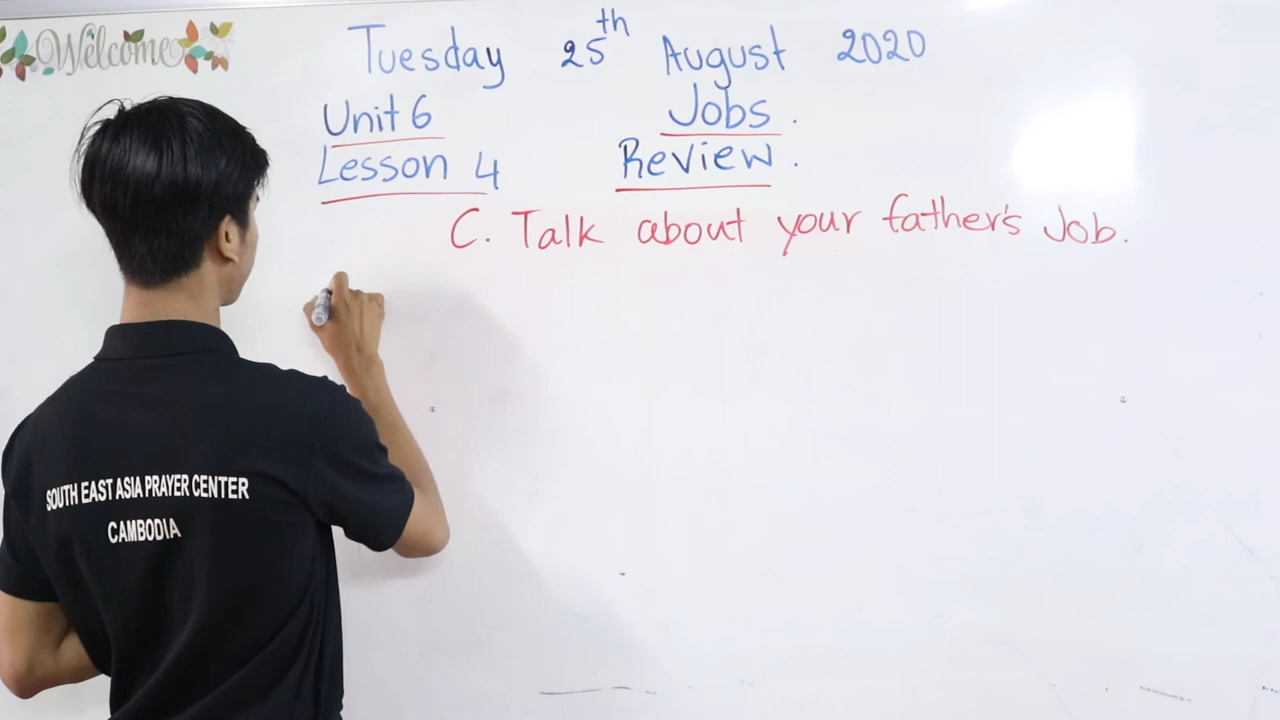 Welcome
Tuesday 25th August 2020
Unit 6 Jobs.
Lesson 4 Review.
C. Talk about your father's Job.
SOUTH EAST ASIA PRAYER CENTER
CAMBODIA